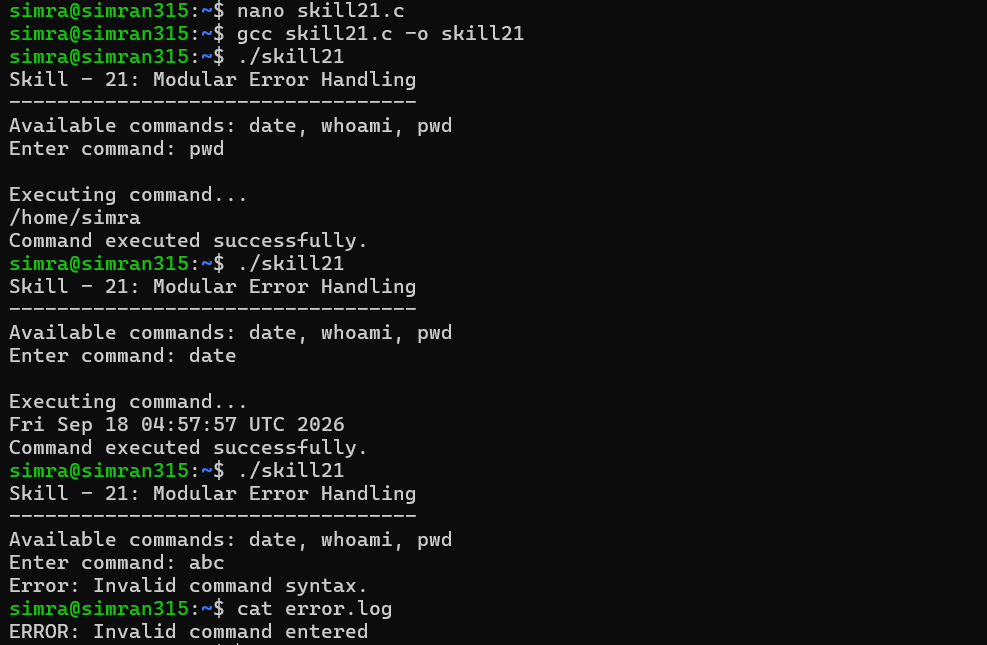 simra@simran315:~$ nano skill21.c
simra@simran315:~$ gcc skill21.c -o skill21
simra@simran315:~$ ./skill21
Skill - 21: Modular Error Handling
----------------------------------
Available commands: date, whoami, pwd
Enter command: pwd

Executing command...
/home/simra
Command executed successfully.
simra@simran315:~$ ./skill21
Skill - 21: Modular Error Handling
----------------------------------
Available commands: date, whoami, pwd
Enter command: date

Executing command...
Fri Sep 18 04:57:57 UTC 2026
Command executed successfully.
simra@simran315:~$ ./skill21
Skill - 21: Modular Error Handling
----------------------------------
Available commands: date, whoami, pwd
Enter command: abc
Error: Invalid command syntax.
simra@simran315:~$ cat error.log
ERROR: Invalid command entered